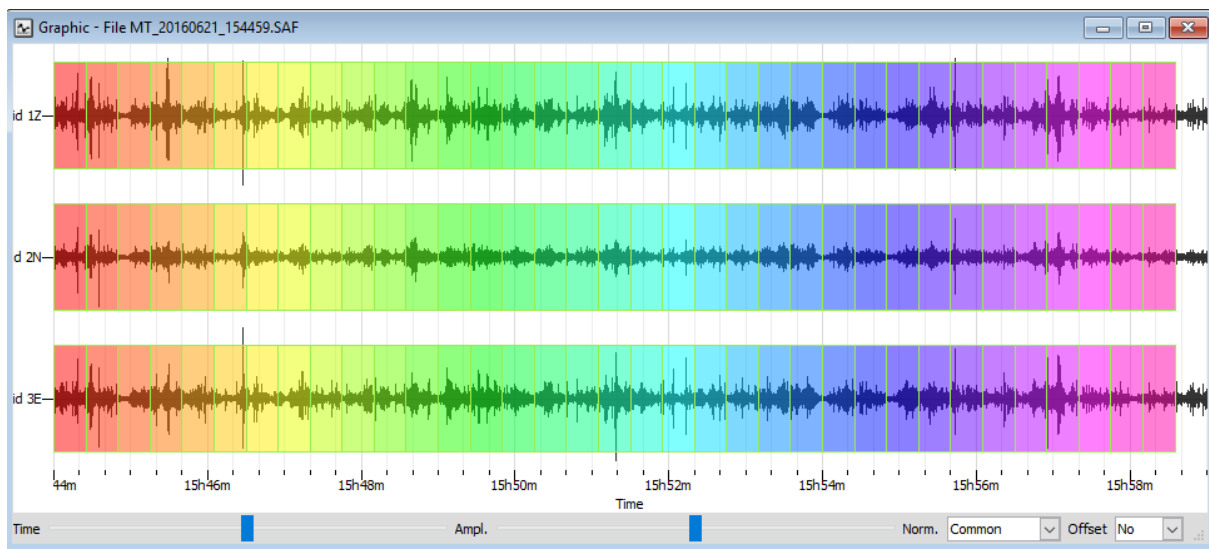 Graphic - File MT_20160621_154459.SAF
id 1Z
d 2N
id 3E
44m 15h46m 15h48m 15h50m 15h52m 15h54m 15h56m 15h58m
Time
Time Ampl. Norm. Common Offset No